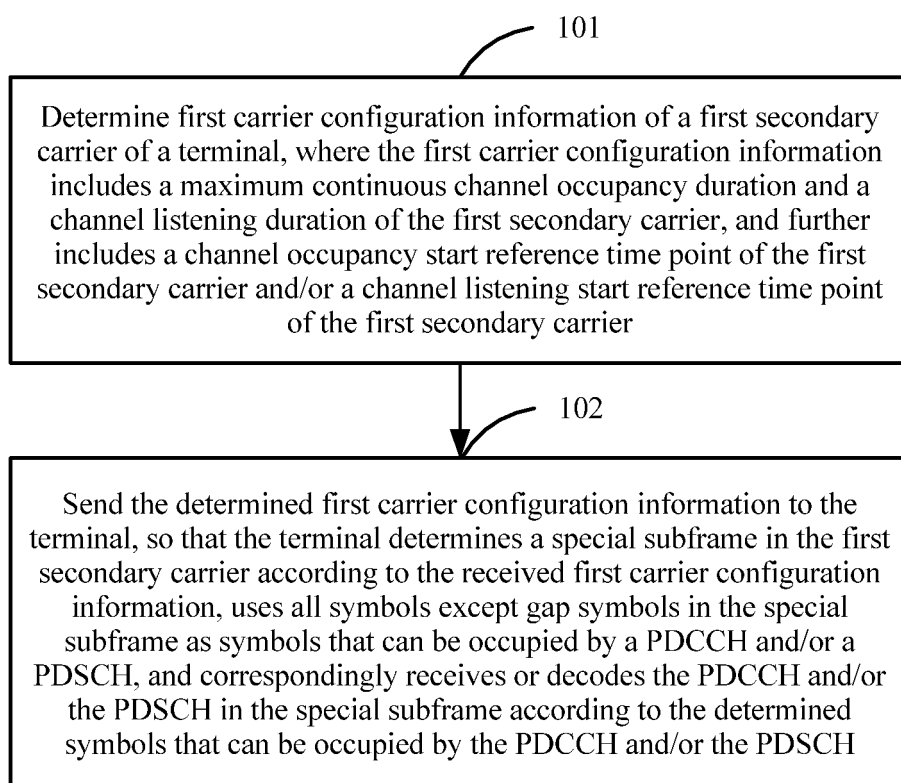 101
Determine first carrier configuration information of a first secondary
carrier of a terminal, where the first carrier configuration information
includes a maximum continuous channel occupancy duration and a
channel listening duration of the first secondary carrier, and further
includes a channel occupancy start reference time point of the first
secondary carrier and/or a channel listening start reference time point
of the first secondary carrier
102
Send the determined first carrier configuration information to the
terminal, so that the terminal determines a special subframe in the first
secondary carrier according to the received first carrier configuration
information, uses all symbols except gap symbols in the special
subframe as symbols that can be occupied by a PDCCH and/or a
PDSCH, and correspondingly receives or decodes the PDCCH and/or
the PDSCH in the special subframe according to the determined
symbols that can be occupied by the PDCCH and/or the PDSCH